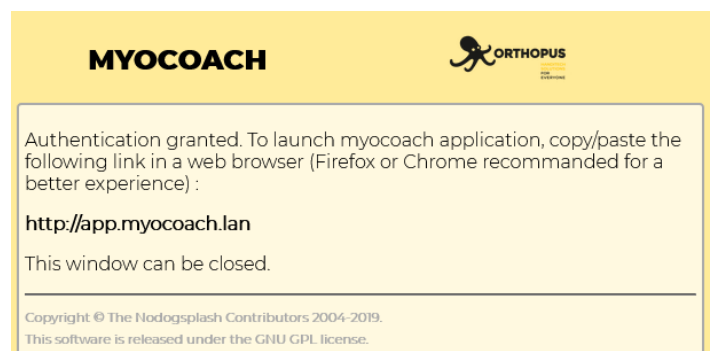 MYOCOACH
ORTHOPUS
FOR
EVERYONE
Authentication granted. To launch myocoach application, copy/paste the
following link in a web browser (Firefox or Chrome recommanded for a
better experience) :
http://app.myocoach.lan
This window can be closed.
Copyright © The Nodogsplash Contributors 2004-2019.
This software is released under the GNU GPL license.